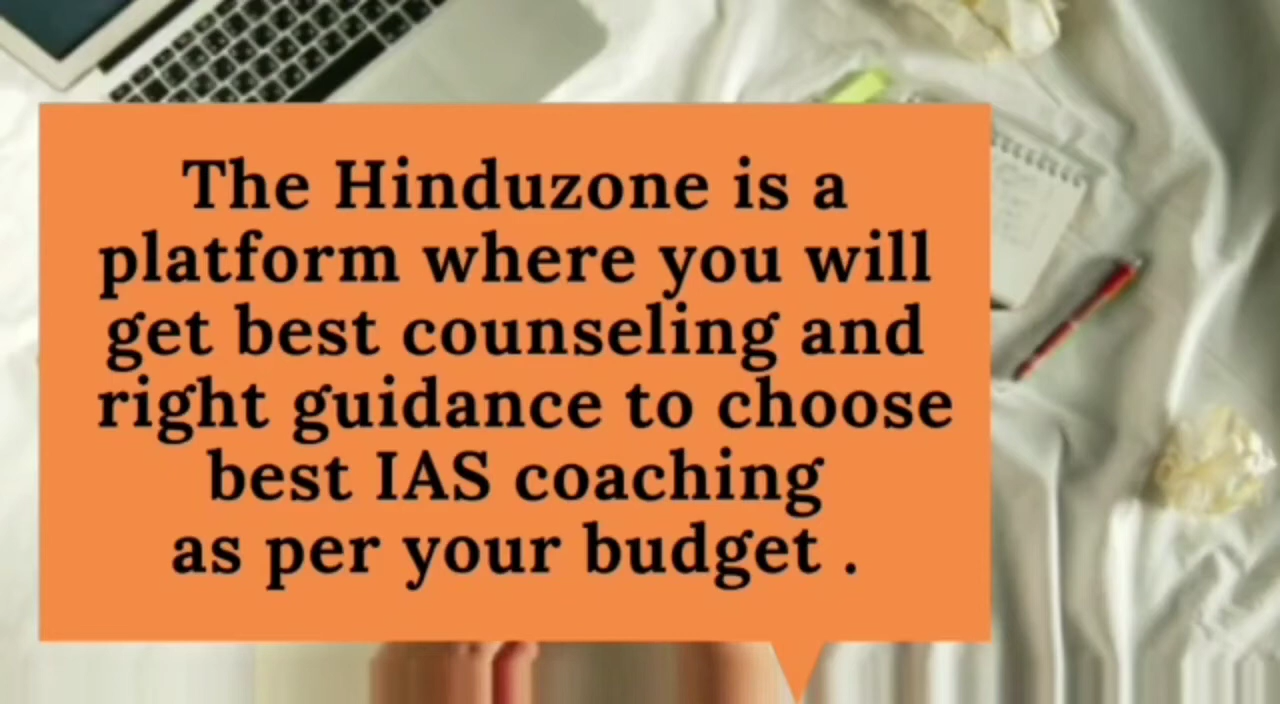 The Hinduzone is a
platform where you will
get best counseling and
right guidance to choose
best IAS coaching
as per your budget .